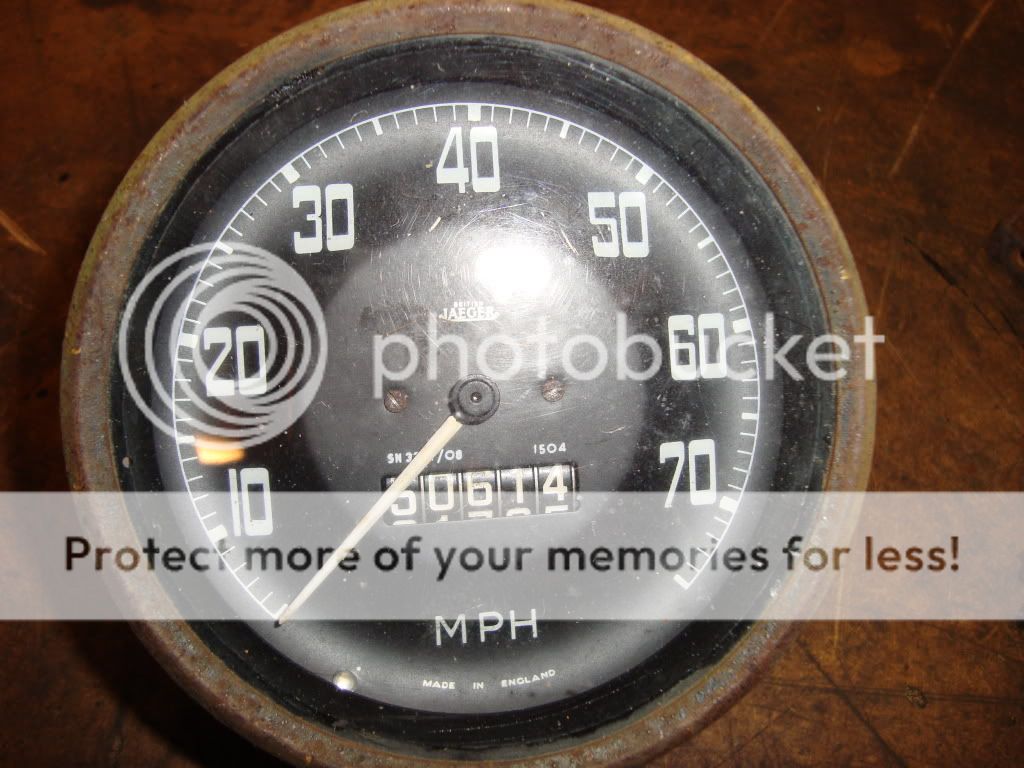 40
30
50
BRITISH
JAEGER
photobucket
20
60
1504
10
70
0614
Protect more of your memories for less!
MPH
MADE IN ENGLAND